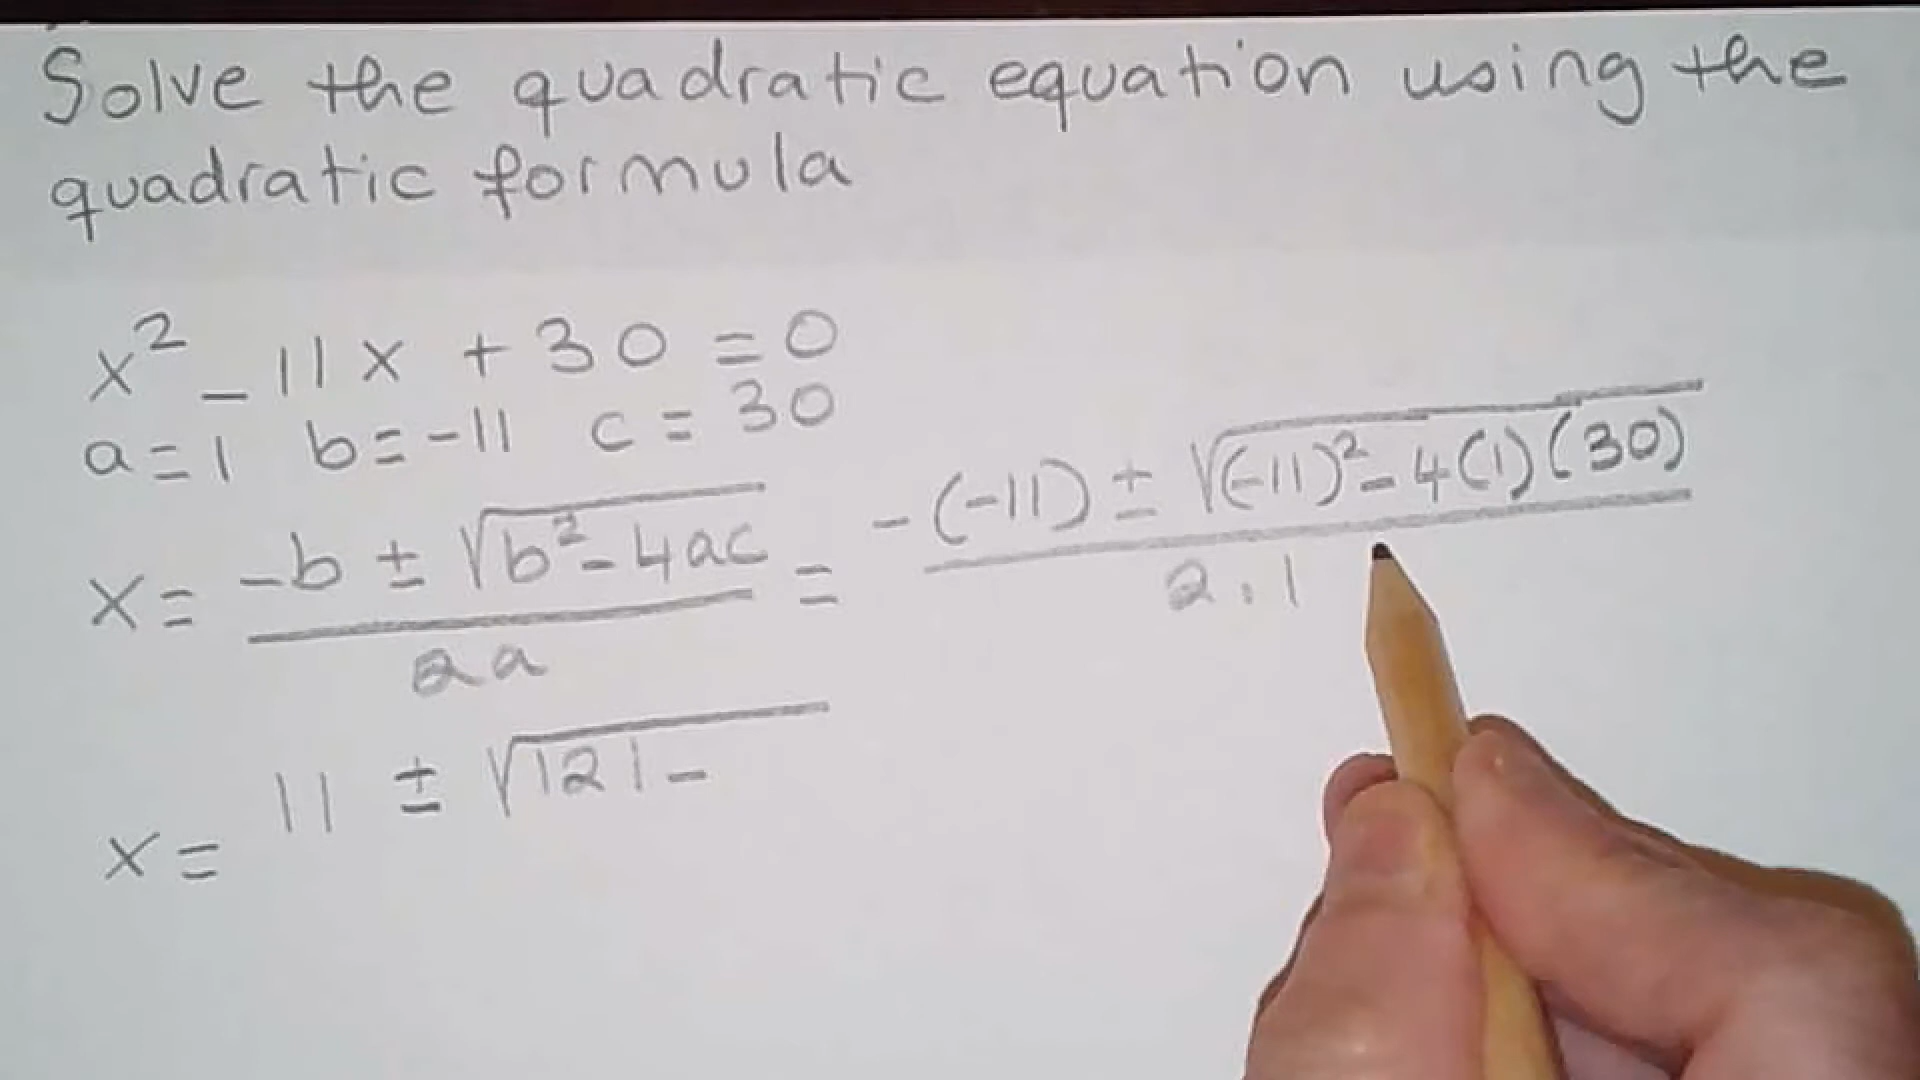 Solve the quadratic equation using the
quadratic formula
x² - 11x + 30 = 0
a = 1 b = -11 c = 30
x = (-b ± √(b² - 4ac)) / 2a = (-(-11) ± √((-11)² - 4(1)(30))) / 2.1
x = 11 ± √121 -